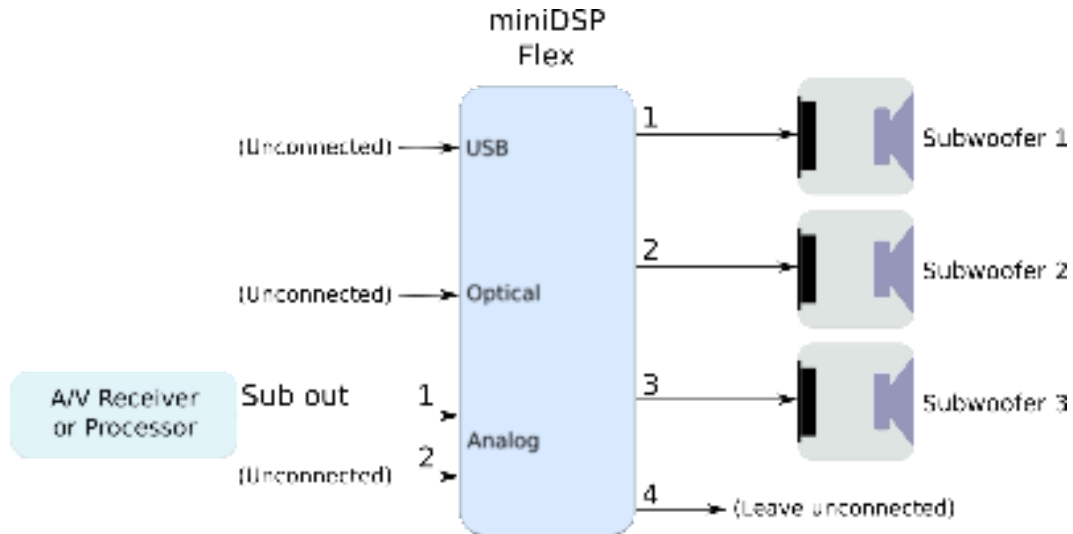 miniDSP
Flex
(Unconnected)
USB
1
Subwoofer 1
2
Subwoofer 2
(Unconnected)
Optical
A/V Receiver
or Processor
Sub out
1
3
Subwoofer 3
Analog
(Unconnected)
2
4
(Leave unconnected)